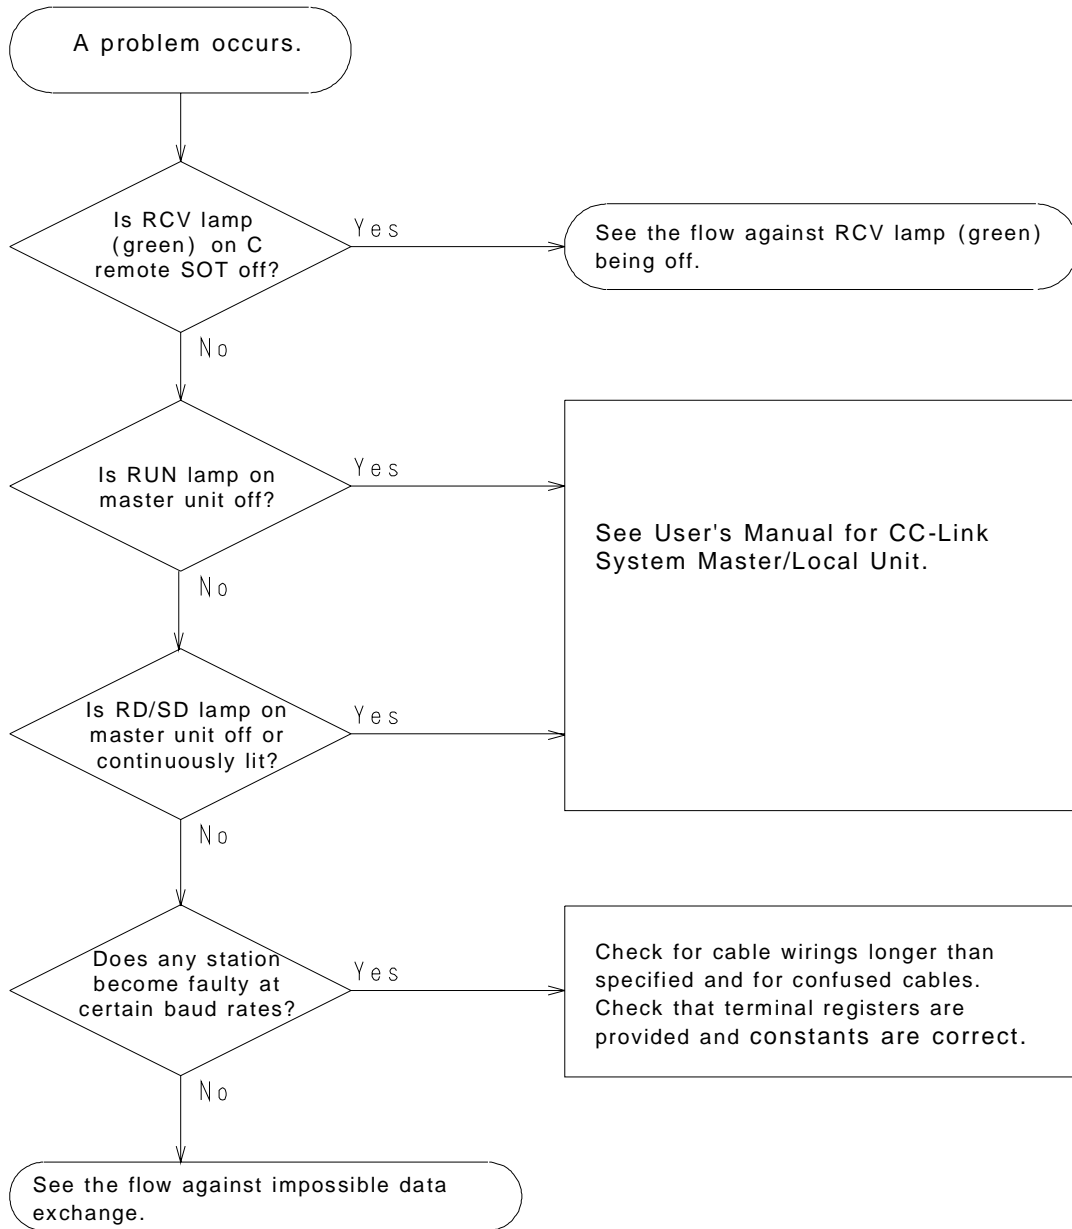 A problem occurs.
Is RCV lamp
(green) on C
remote SOT off?
Yes
See the flow against RCV lamp (green)
being off.
No
Is RUN lamp on
master unit off?
Yes
See User's Manual for CC-Link
System Master/Local Unit.
No
Is RD/SD lamp on
master unit off or
continuously lit?
Yes
No
Does any station
become faulty at
certain baud rates?
Yes
Check for cable wirings longer than
specified and for confused cables.
Check that terminal registers are
provided and constants are correct.
No
See the flow against impossible data
exchange.